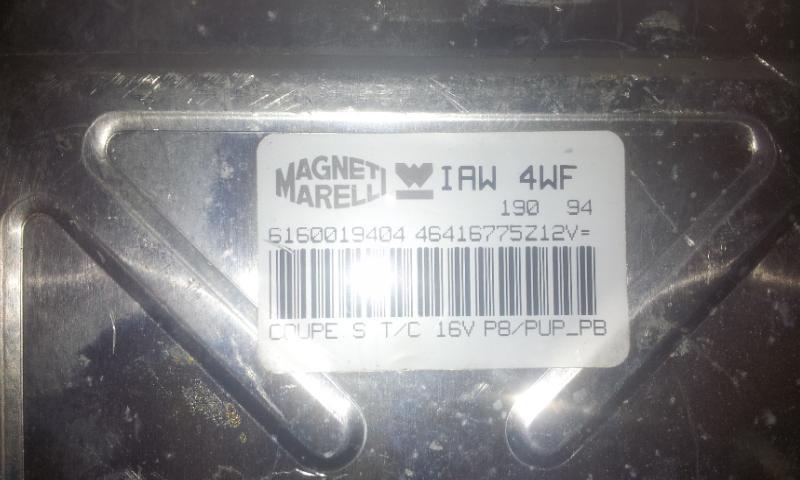 MAGNETI MARELLI W IAW 4WF
190 94
6160019404 46416775Z12V=
COUPE S T/C 16V P8/PUP_PB